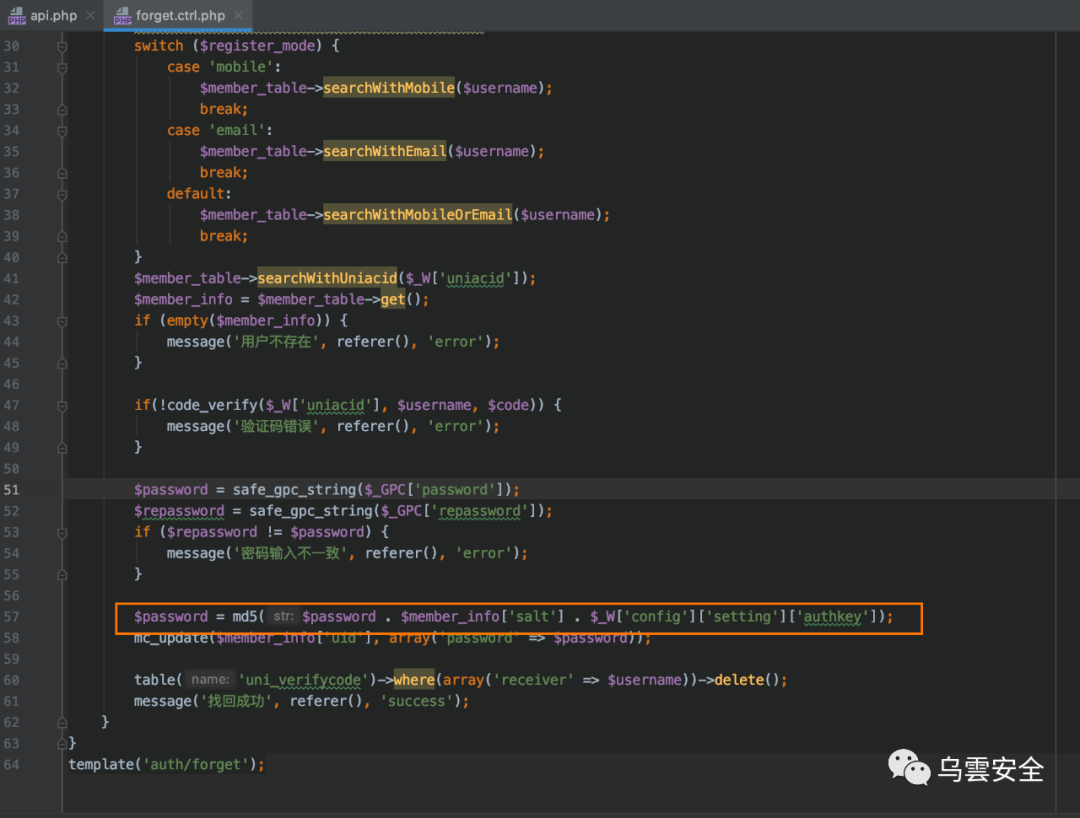 api.php
forget.ctrl.php
30 switch ($register_mode) {
31 case 'mobile':
32 $member_table->searchWithMobile($username);
33 break;
34 case 'email':
35 $member_table->searchWithEmail($username);
36 break;
37 default:
38 $member_table->searchWithMobileOrEmail($username);
39 break;
40 }
41 $member_table->searchWithUniacid($_W['uniacid']);
42 $member_info = $member_table->get();
43 if (empty($member_info)) {
44 message('用户不存在', referer(), 'error');
45 }
46
47 if(!code_verify($_W['uniacid'], $username, $code)) {
48 message('验证码错误', referer(), 'error');
49 }
50
51 $password = safe_gpc_string($_GPC['password']);
52 $repassword = safe_gpc_string($_GPC['repassword']);
53 if ($repassword != $password) {
54 message('密码输入不一致', referer(), 'error');
55 }
56
57 $password = md5( str: $password . $member_info['salt'] . $_W['config']['setting']['authkey']);
58 mc_update($member_info['uid'], array('password' => $password));
59
60 table( name: 'uni_verifycode')->where(array('receiver' => $username))->delete();
61 message('找回成功', referer(), 'success');
62 }
63 }
64 template('auth/forget');
乌雲安全